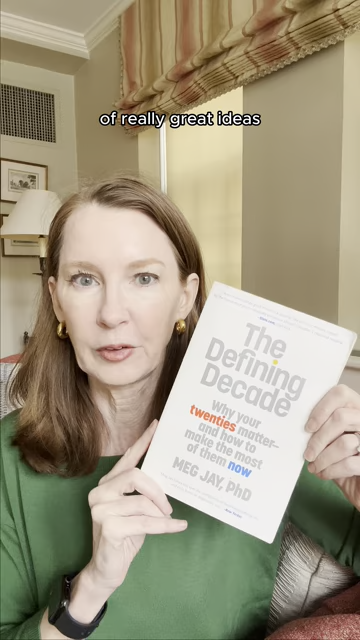 of really great ideas
The
Defining
Decade
Why your
twenties matter—
and how to
make the most
of them now
MEG JAY, PhD